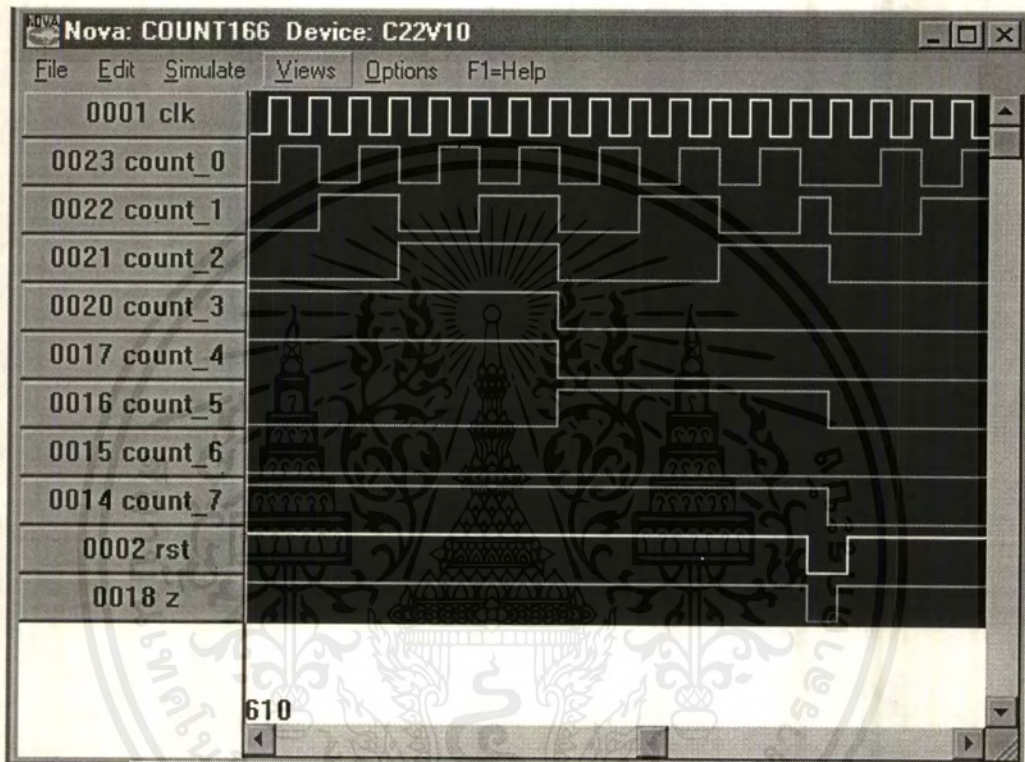 Nova: COUNT166 Device: C22V10
File Edit Simulate Views Options F1=Help
0001 clk
0023 count_0
0022 count_1
0021 count_2
0020 count_3
0017 count_4
0016 count_5
0015 count_6
0014 count_7
0002 rst
0018 z
610